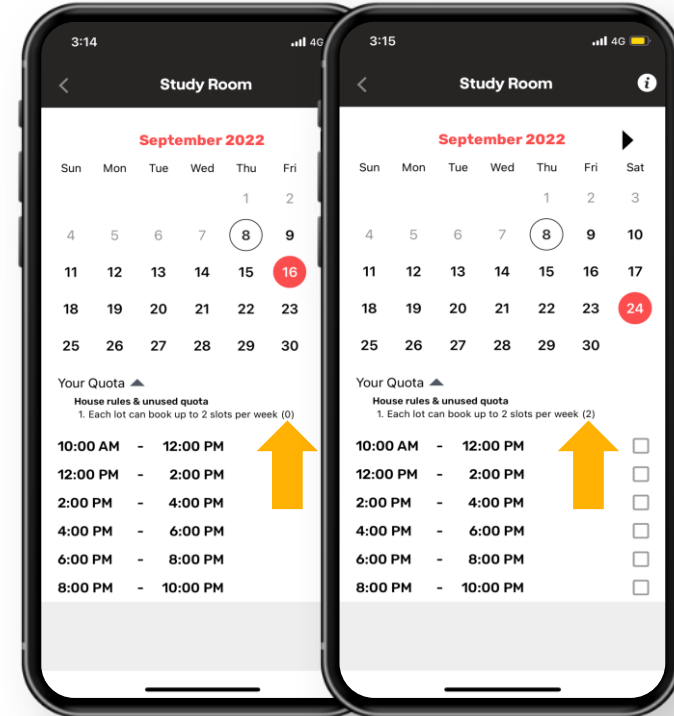 3:14 4G
Study Room
September 2022
Sun Mon Tue Wed Thu Fri
1 2
4 5 6 7 8 9
11 12 13 14 15 16
18 19 20 21 22 23
25 26 27 28 29 30
Your Quota
House rules & unused quota
1. Each lot can book up to 2 slots per week (0)
10:00 AM - 12:00 PM
12:00 PM - 2:00 PM
2:00 PM - 4:00 PM
4:00 PM - 6:00 PM
6:00 PM - 8:00 PM
8:00 PM - 10:00 PM
3:15 4G
Study Room i
September 2022
Sun Mon Tue Wed Thu Fri Sat
1 2 3
4 5 6 7 8 9 10
11 12 13 14 15 16 17
18 19 20 21 22 23 24
25 26 27 28 29 30
Your Quota
House rules & unused quota
1. Each lot can book up to 2 slots per week (2)
10:00 AM - 12:00 PM
12:00 PM - 2:00 PM
2:00 PM - 4:00 PM
4:00 PM - 6:00 PM
6:00 PM - 8:00 PM
8:00 PM - 10:00 PM